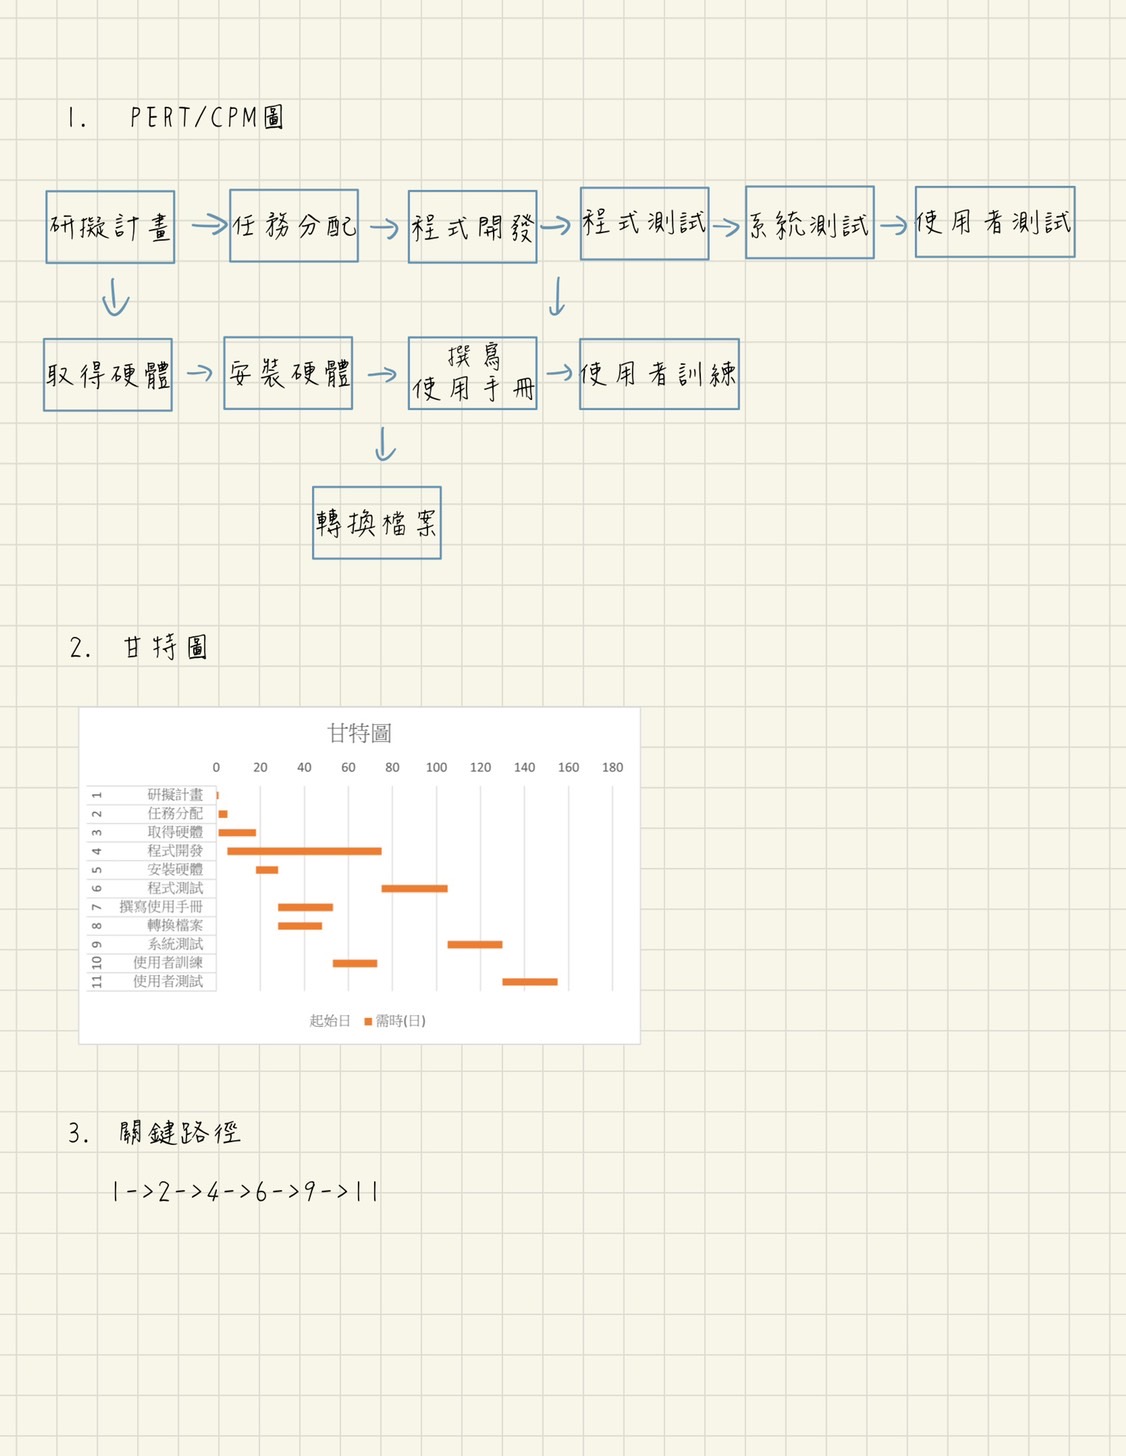 1. PERT/CPM圖
研擬計畫 任務分配 程式開發 程式測試 系統測試 使用者測試
取得硬體 安裝硬體 撰寫 使用者訓練
使用手冊
轉換檔案
2. 甘特圖
甘特圖
0 20 40 60 80 100 120 140 160 180
1 研擬計畫
2 任務分配
3 取得硬體
4 程式開發
5 安裝硬體
6 程式測試
7 撰寫使用手冊
8 轉換檔案
9 系統測試
10 使用者訓練
11 使用者測試
起始日 需時(日)
3. 關鍵路徑
1->2->4->6->9->11